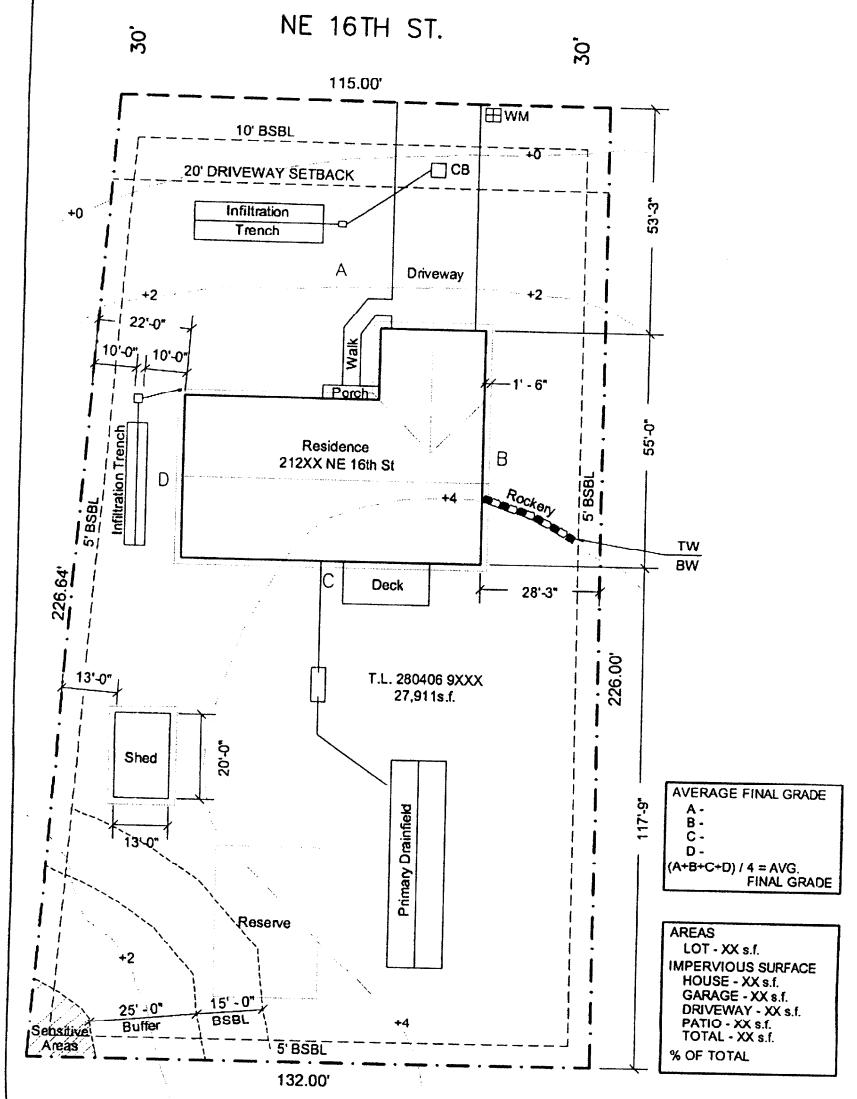 NE 16TH ST.
30'
30'
115.00'
WM
10' BSBL
+0
20' DRIVEWAY SETBACK
CB
+0
Infiltration
Trench
53'-3"
A
Driveway
+2
+2
22'-0"
10'-0"
10'-0"
Walk
Porch
1' - 6"
55'-0"
Residence
212XX NE 16th St
B
D
Infiltration Trench
5' BSBL
+4
Rockery
5' BSBL
TW
BW
C
Deck
28'-3"
226.64'
13'-0"
T.L. 280406 9XXX
27,911s.f.
226.00'
Shed
20'-0"
13'-0"
Primary Drainfield
117'-9"
AVERAGE FINAL GRADE
A -
B -
C -
D -
(A+B+C+D) / 4 = AVG.
FINAL GRADE
Reserve
+2
25' - 0"
Buffer
15' - 0"
BSBL
Sensitive
Areas
+4
5' BSBL
132.00'
AREAS
LOT - XX s.f.
IMPERVIOUS SURFACE
HOUSE - XX s.f.
GARAGE - XX s.f.
DRIVEWAY - XX s.f.
PATIO - XX s.f.
TOTAL - XX s.f.
% OF TOTAL